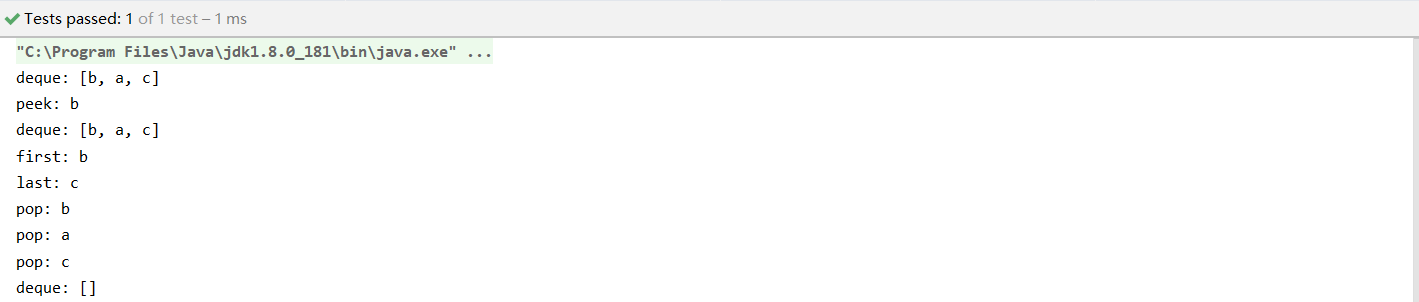 Tests passed: 1 of 1 test – 1 ms
"C:\Program Files\Java\jdk1.8.0_181\bin\java.exe" ...
deque: [b, a, c]
peek: b
deque: [b, a, c]
first: b
last: c
pop: b
pop: a
pop: c
deque: []